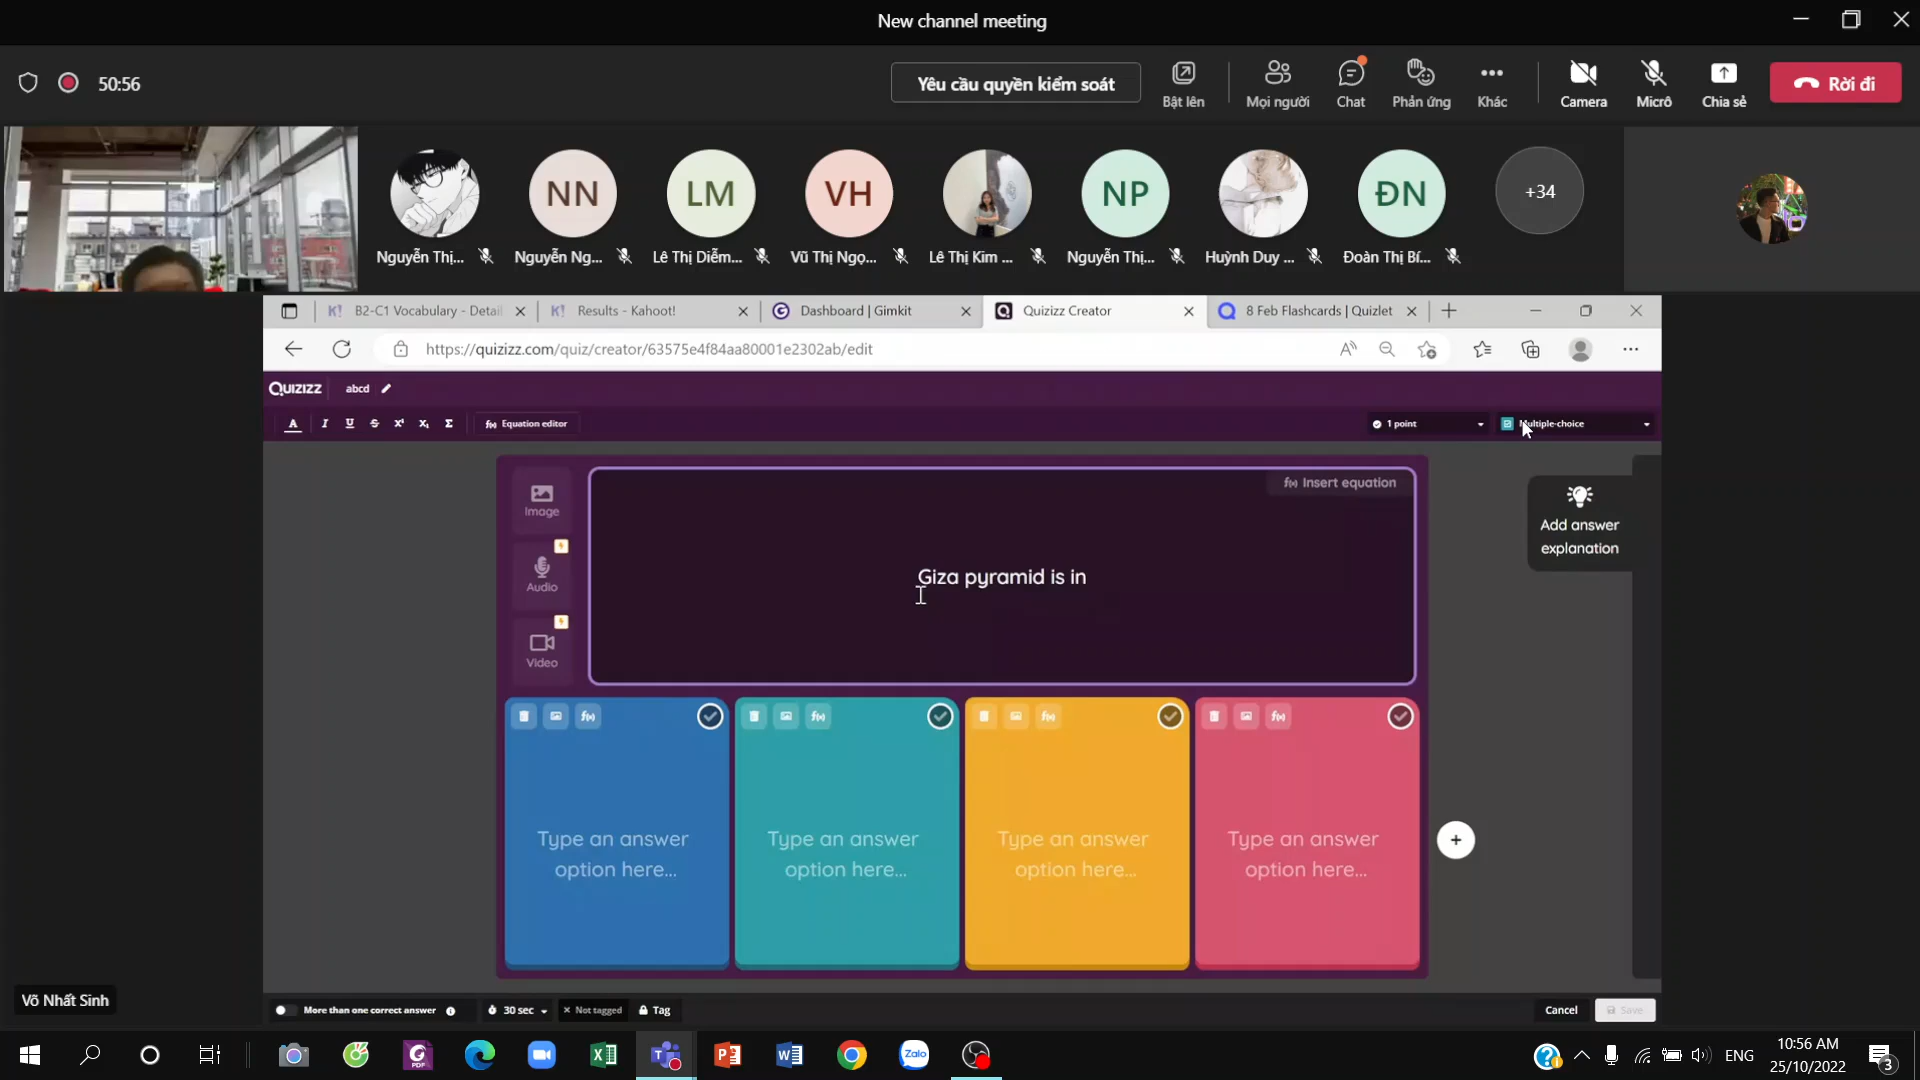 New channel meeting
50:56
Yêu cầu quyền kiểm soát
Bật lên
Mọi người
Chat
Phản ứng
Khác
Camera
Micrô
Chia sẻ
Rời đi
NN
LM
VH
NP
ĐN
+34
Nguyễn Thị...
Nguyễn Ng...
Lê Thị Diễm...
Vũ Thị Ngọ...
Lê Thị Kim ...
Nguyễn Thị...
Huỳnh Duy ...
Đoàn Thị Bí...
K! B2-C1 Vocabulary - Detail
K! Results - Kahoot!
Dashboard | Gimkit
Quizizz Creator
8 Feb Flashcards | Quizlet
https://quizizz.com/quiz/creator/63575e4f84aa80001e2302ab/edit
Quizizz
abcd
A I U S X² X₂ Σ
f(x) Equation editor
1 point
Multiple-choice
Image
Audio
Video
f(x) Insert equation
Giza pyramid is in
Add answer
explanation
f(x)
f(x)
f(x)
f(x)
Type an answer
option here...
Type an answer
option here...
Type an answer
option here...
Type an answer
option here...
Võ Nhất Sinh
More than one correct answer
30 sec
Not tagged
Tag
Cancel
Save
PDF
Zalo
ENG
10:56 AM
25/10/2022
3